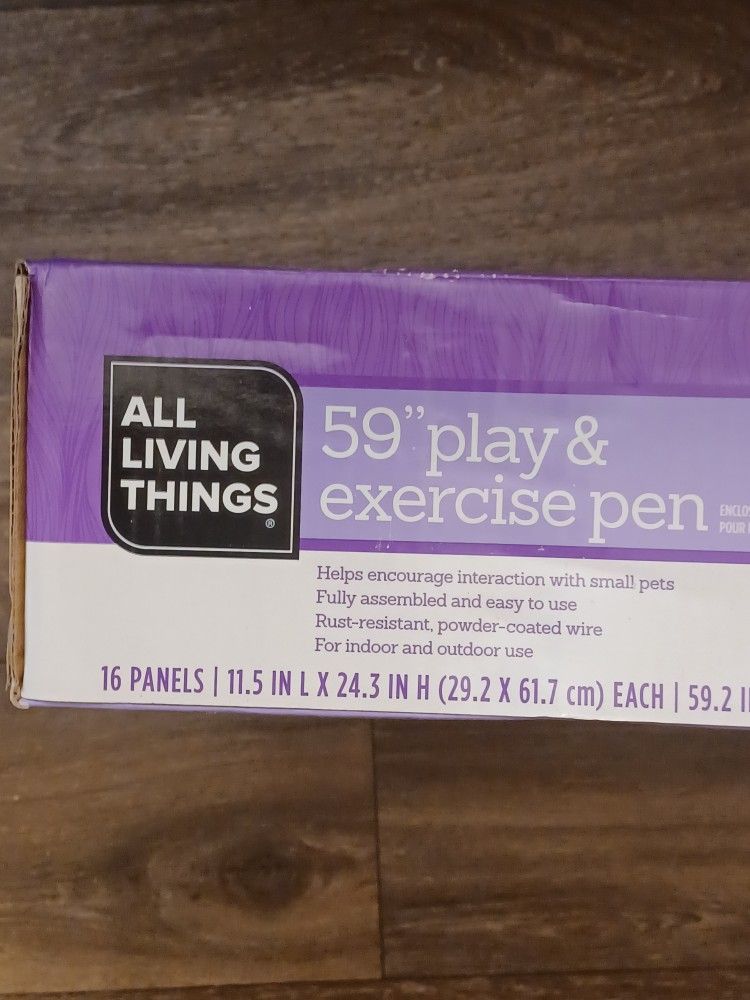 ALL
LIVING
THINGS®
59” play &
exercise pen
Helps encourage interaction with small pets
Fully assembled and easy to use
Rust-resistant, powder-coated wire
For indoor and outdoor use
16 PANELS | 11.5 IN L X 24.3 IN H (29.2 X 61.7 cm) EACH | 59.2
POUR